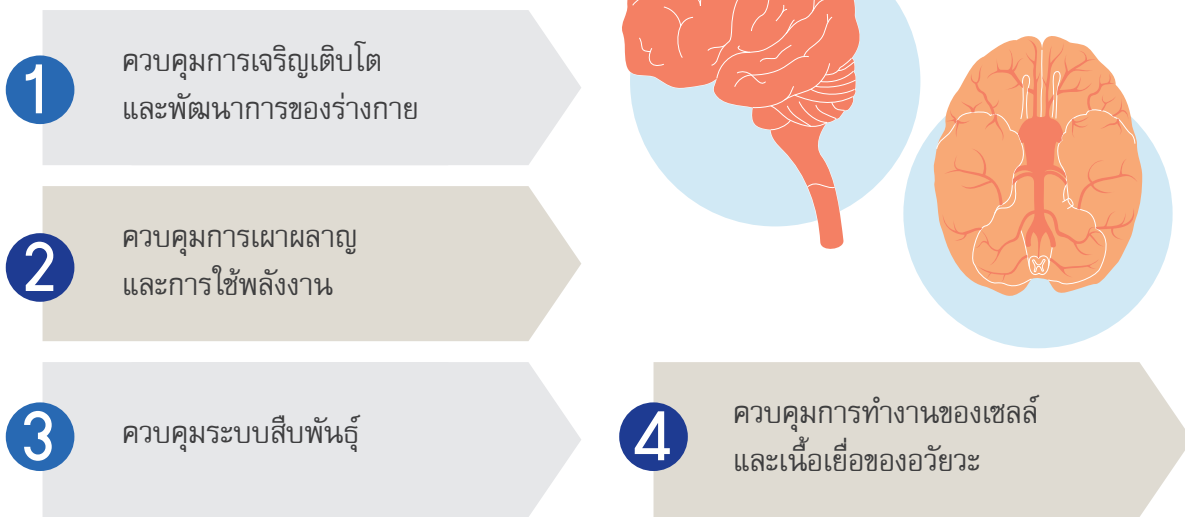 1
ควบคุมการเจริญเติบโต
และพัฒนาการของร่างกาย
2
ควบคุมการเผาผลาญ
และการใช้พลังงาน
3
ควบคุมระบบสืบพันธุ์
4
ควบคุมการทำงานของเซลล์
และเนื้อเยื่อของอวัยวะ